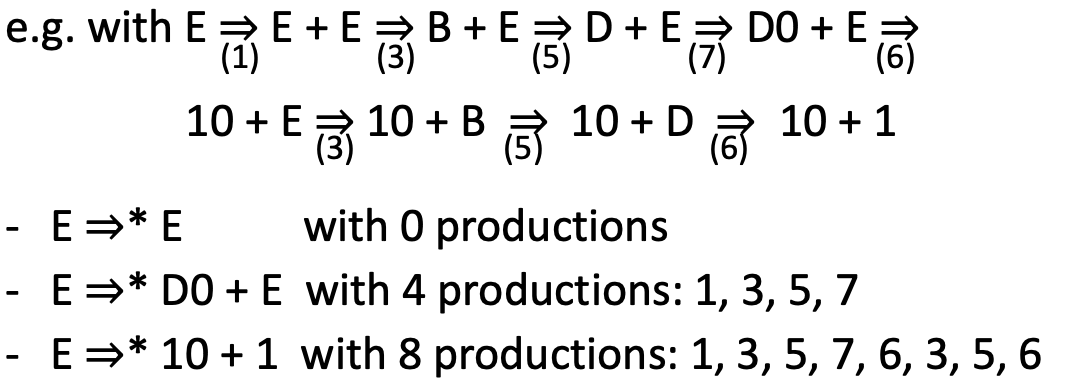 e.g. with E ⇒(1) E + E ⇒(3) B + E ⇒(5) D + E ⇒(7) D0 + E ⇒(6)
10 + E ⇒(3) 10 + B ⇒(5) 10 + D ⇒(6) 10 + 1
- E ⇒* E with 0 productions
- E ⇒* D0 + E with 4 productions: 1, 3, 5, 7
- E ⇒* 10 + 1 with 8 productions: 1, 3, 5, 7, 6, 3, 5, 6